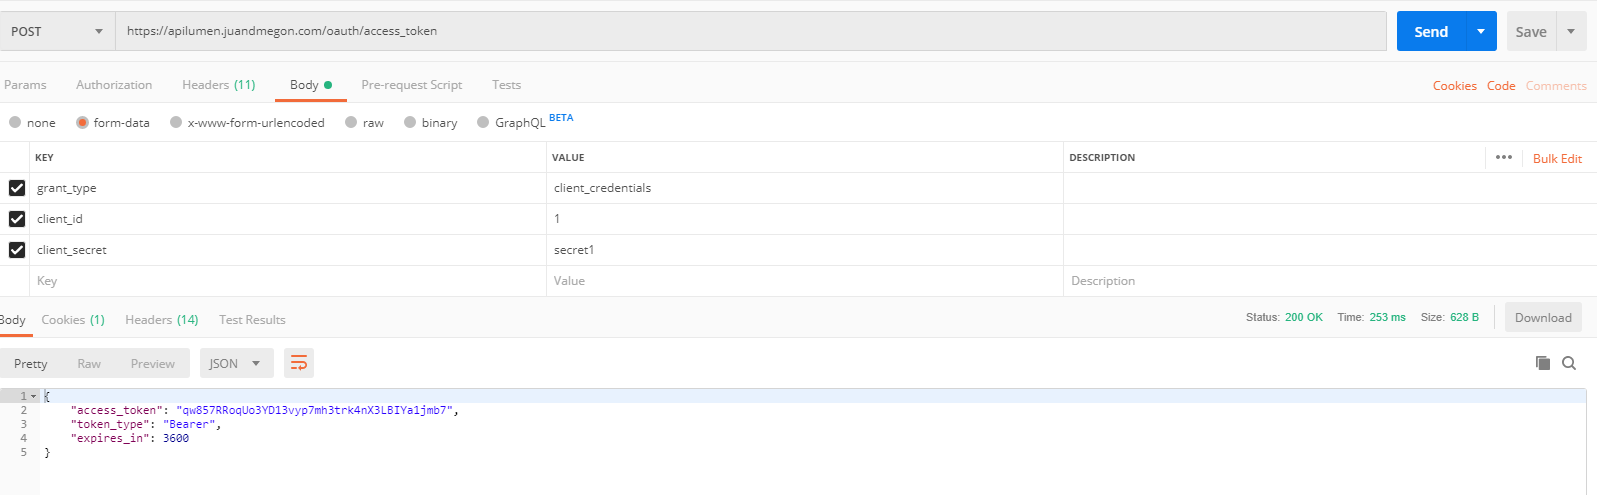 POST https://apilumen.juandmegon.com/oauth/access_token Send Save
Params Authorization Headers (11) Body Pre-request Script Tests Cookies Code Comments
none form-data x-www-form-urlencoded raw binary GraphQL BETA
KEY VALUE DESCRIPTION ••• Bulk Edit
grant_type client_credentials
client_id 1
client_secret secret1
Key Value Description
Body Cookies (1) Headers (14) Test Results Status: 200 OK Time: 253 ms Size: 628 B Download
Pretty Raw Preview JSON
1 {
2 "access_token": "qw857RRoqUo3YD13vyp7mh3trk4nX3LBIYa1jmb7",
3 "token_type": "Bearer",
4 "expires_in": 3600
5 }